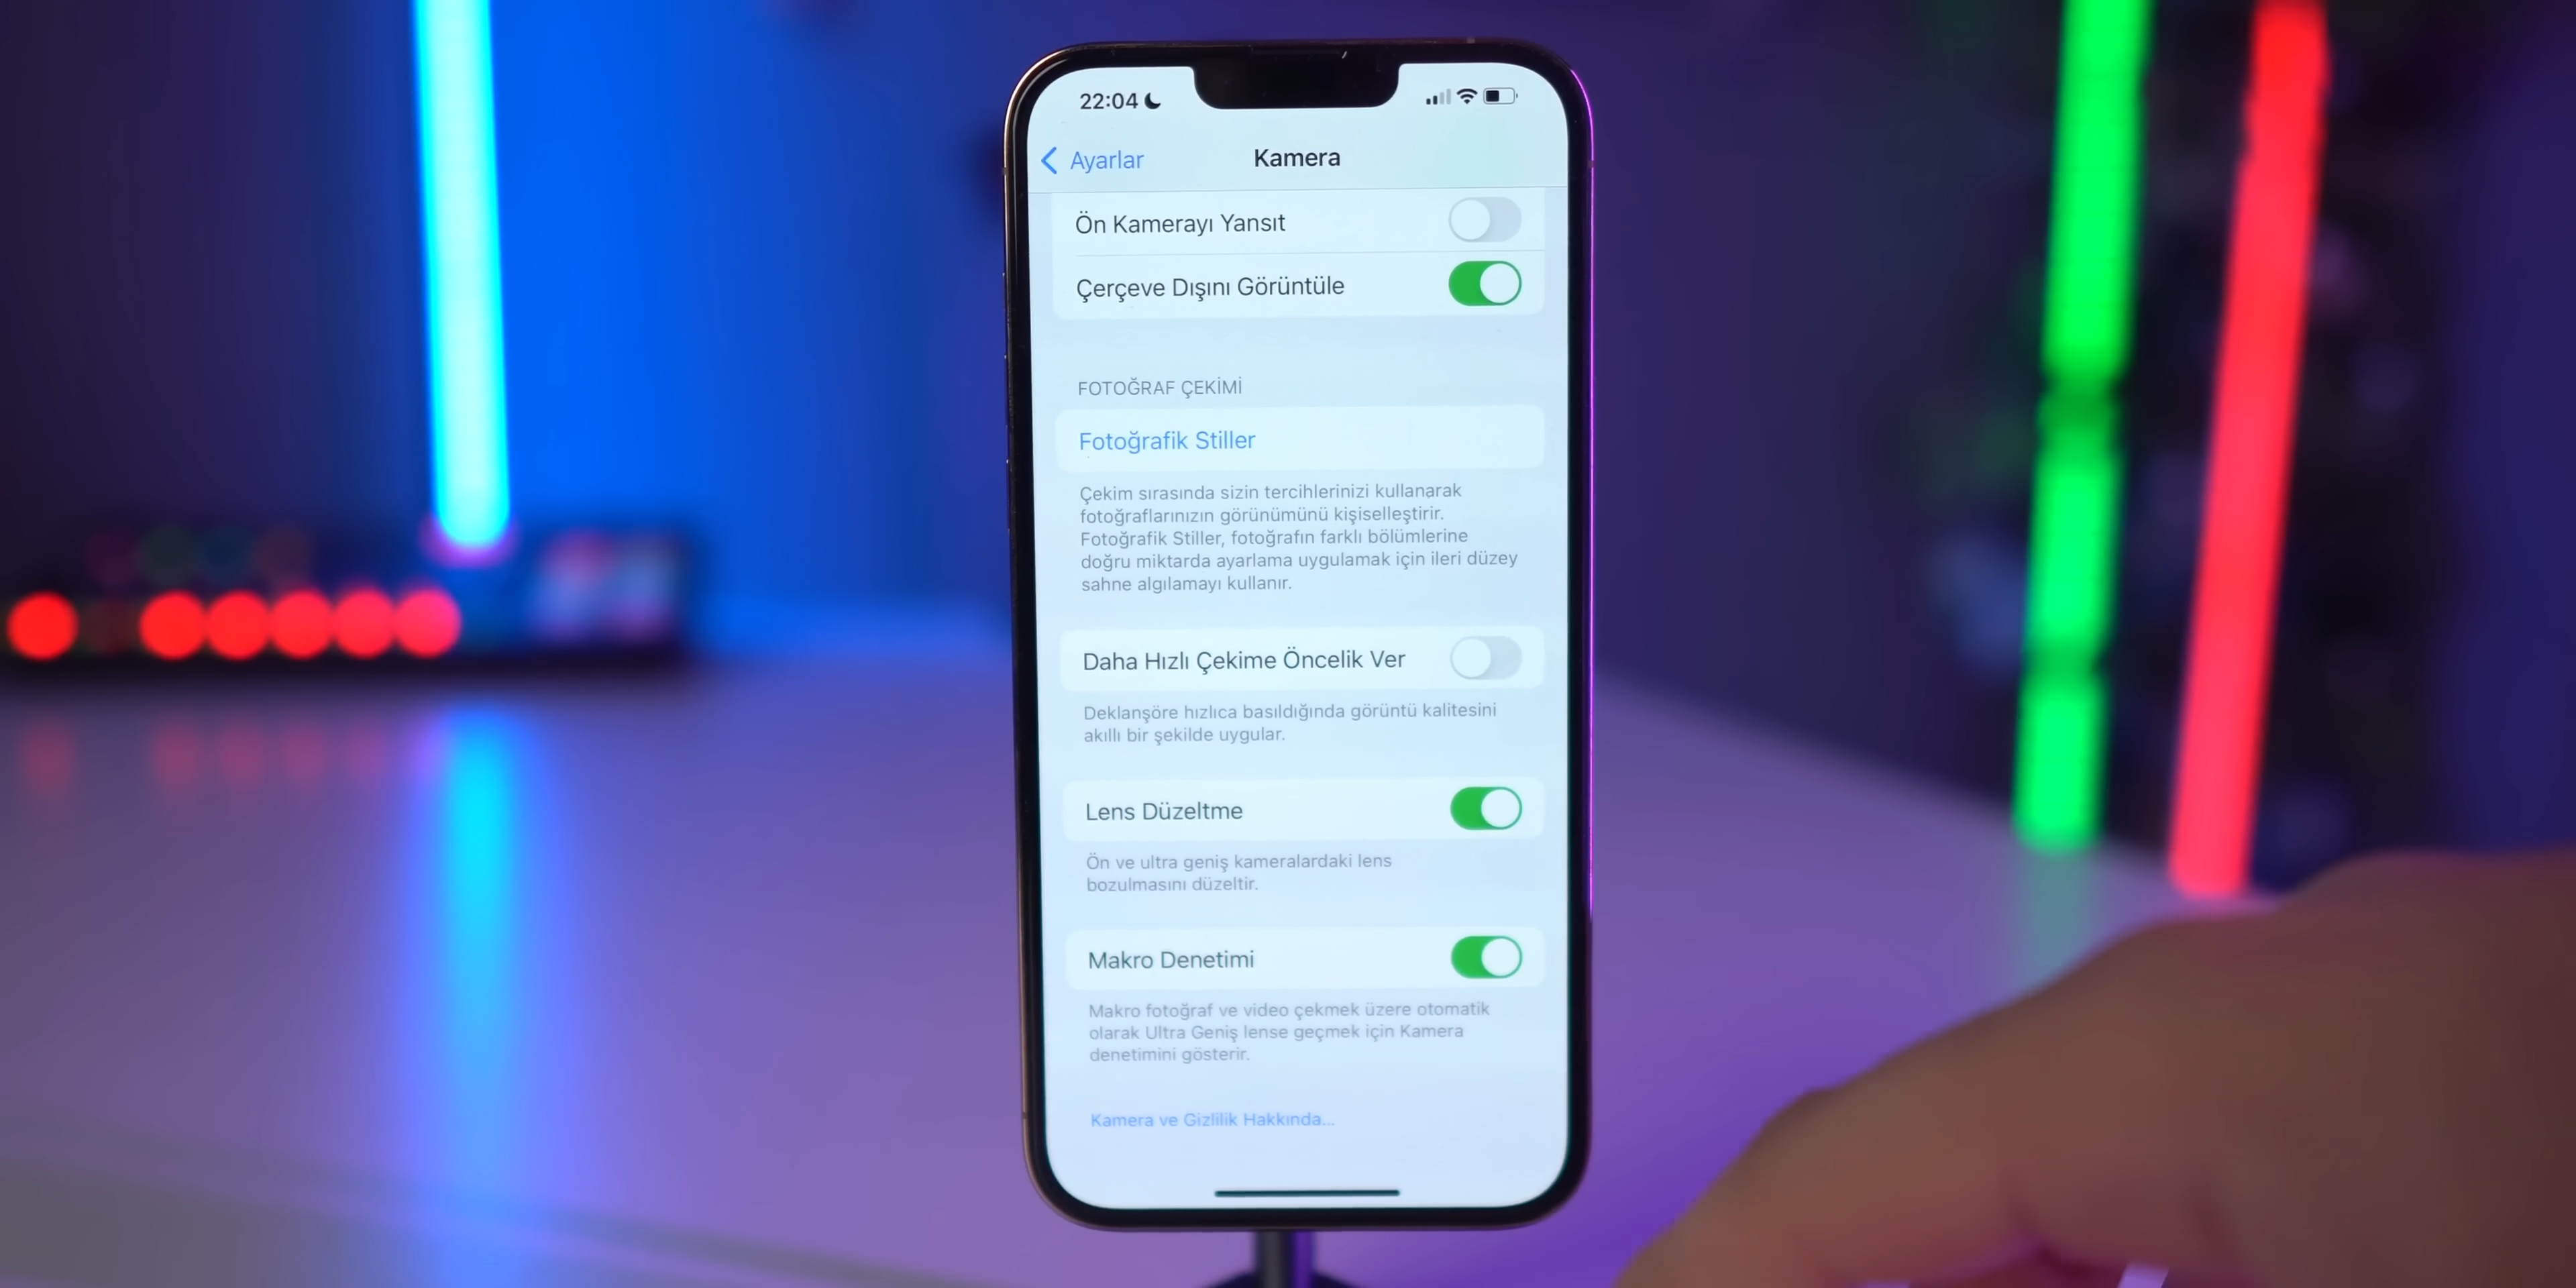 22:04
Ayarlar
Kamera
Ön Kamerayı Yansıt
Çerçeve Dışını Görüntüle
FOTOĞRAF ÇEKİMİ
Fotoğrafik Stiller
Çekim sırasında sizin tercihlerinizi kullanarak
fotoğraflarınızın görünümünü kişiselleştirir.
Fotoğrafik Stiller, fotoğrafın farklı bölümlerine
doğru miktarda ayarlama uygulamak için ileri düzey
sahne algılamayı kullanır.
Daha Hızlı Çekime Öncelik Ver
Deklanşöre hızlıca basıldığında görüntü kalitesini
akıllı bir şekilde uygular.
Lens Düzeltme
Ön ve ultra geniş kameralardaki lens
bozulmasını düzeltir.
Makro Denetimi
Makro fotoğraf ve video çekmek üzere otomatik
olarak Ultra Geniş lense geçmek için Kamera
denetimini gösterir.
Kamera ve Gizlilik Hakkında...